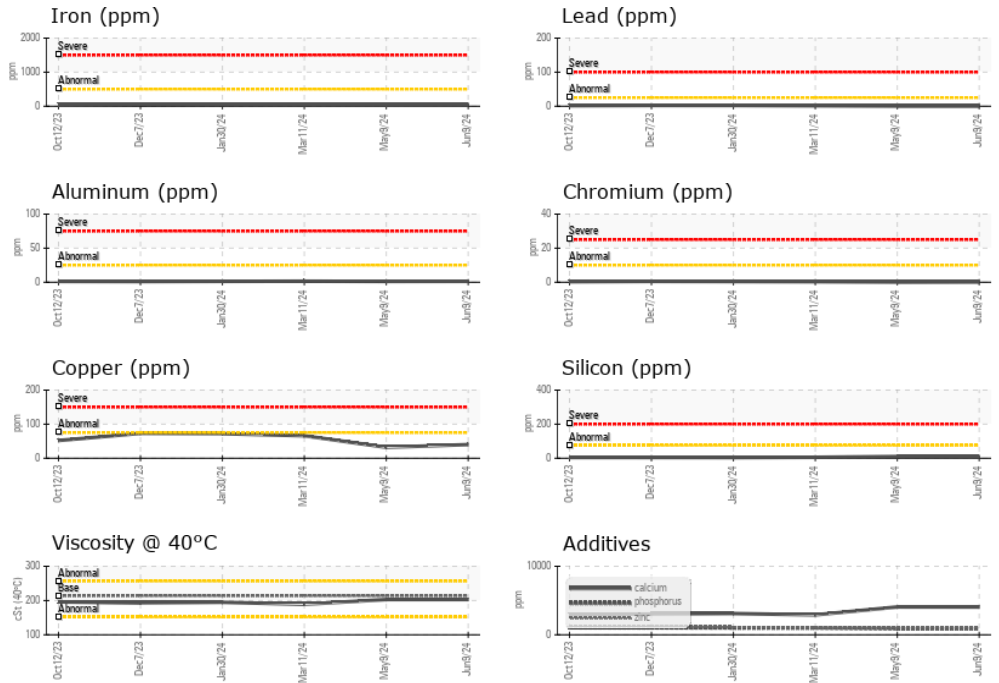 Iron (ppm)
2000
1000
0
ppm
Severe
Abnormal
Oct12/23
Dec7/23
Jan30/24
Mar11/24
May9/24
Jun9/24
Lead (ppm)
200
100
0
ppm
Severe
Abnormal
Oct12/23
Dec7/23
Jan30/24
Mar11/24
May9/24
Jun9/24
Aluminum (ppm)
100
50
0
ppm
Severe
Abnormal
Oct12/23
Dec7/23
Jan30/24
Mar11/24
May9/24
Jun9/24
Chromium (ppm)
40
20
0
ppm
Severe
Abnormal
Oct12/23
Dec7/23
Jan30/24
Mar11/24
May9/24
Jun9/24
Copper (ppm)
200
100
0
ppm
Severe
Abnormal
Oct12/23
Dec7/23
Jan30/24
Mar11/24
May9/24
Jun9/24
Silicon (ppm)
400
200
0
ppm
Severe
Abnormal
Oct12/23
Dec7/23
Jan30/24
Mar11/24
May9/24
Jun9/24
Viscosity @ 40°C
300
200
100
cSt (40°C)
Abnormal
Base
Abnormal
Oct12/23
Dec7/23
Jan30/24
Mar11/24
May9/24
Jun9/24
Additives
10000
0
ppm
calcium
phosphorus
zinc
Oct12/23
Dec7/23
Jan30/24
Mar11/24
May9/24
Jun9/24